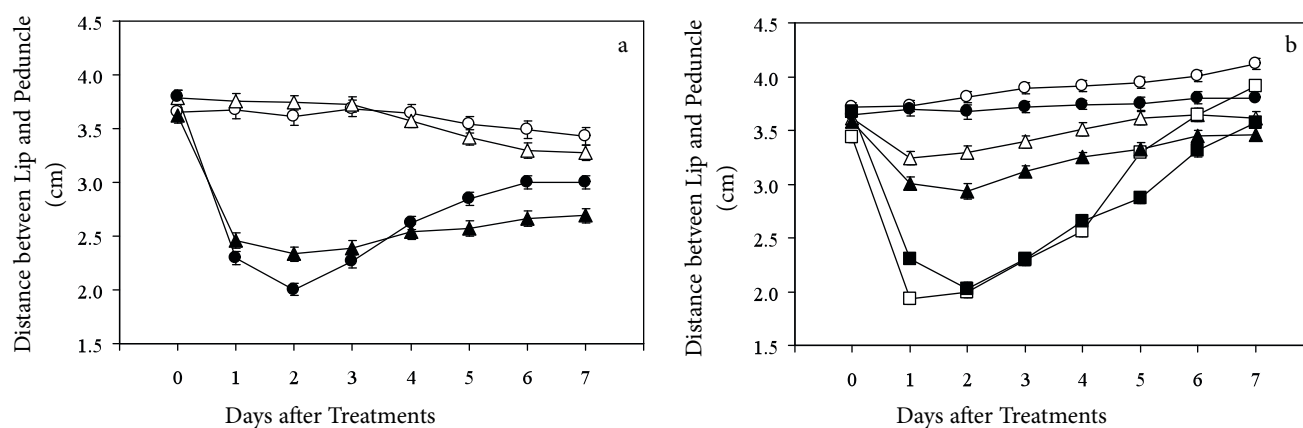 Distance betveen Lip and Peduncle
(cm)
a
4.5
4.0
3.5
3.0
2.5
2.0
1.5
0 1 2 3 4 5 6 7
Days after Treatments
Distance betveen Lip and Peduncle
(cm)
b
4.5
4.0
3.5
3.0
2.5
2.0
1.5
0 1 2 3 4 5 6 7
Days after Treatments